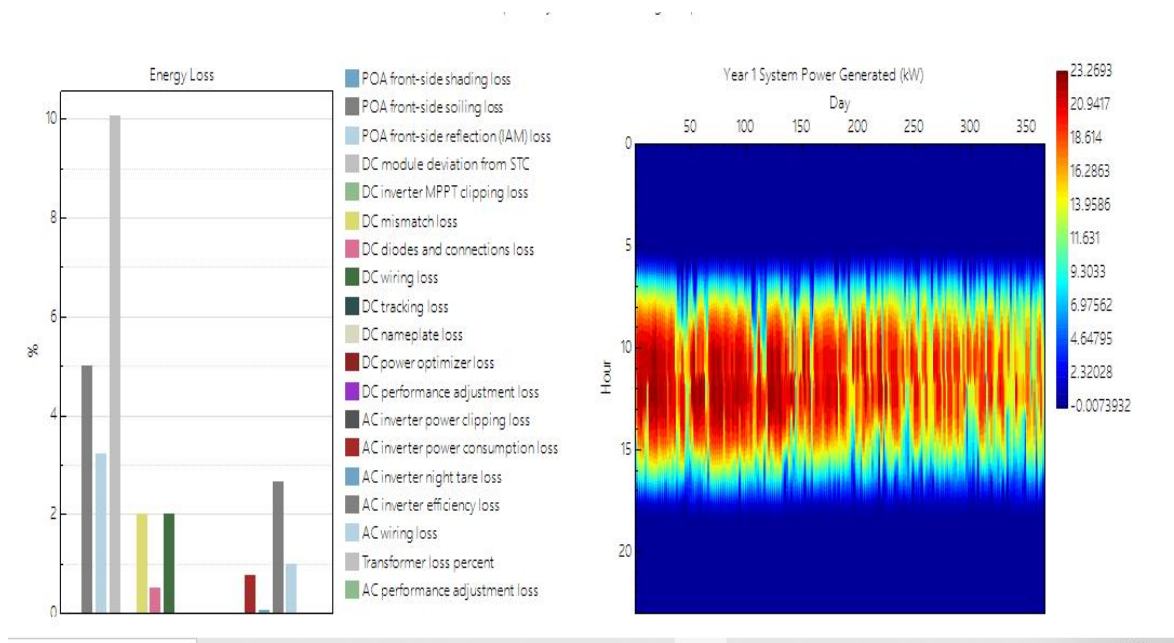 Energy Loss
%
10
8
6
4
2
0
POA front-side shading loss
POA front-side soiling loss
POA front-side reflection (IAM) loss
DC module deviation from STC
DC inverter MPPT clipping loss
DC mismatch loss
DC diodes and connections loss
DC wiring loss
DC tracking loss
DC nameplate loss
DC power optimizer loss
DC performance adjustment loss
AC inverter power clipping loss
AC inverter power consumption loss
AC inverter night tare loss
AC inverter efficiency loss
AC wiring loss
Transformer loss percent
AC performance adjustment loss
Year 1 System Power Generated (kW)
Day
50 100 150 200 250 300 350
Hour
0
5
10
15
20
23.2693
20.9417
18.614
16.2863
13.9586
11.631
9.3033
6.97562
4.64795
2.32028
-0.0073932